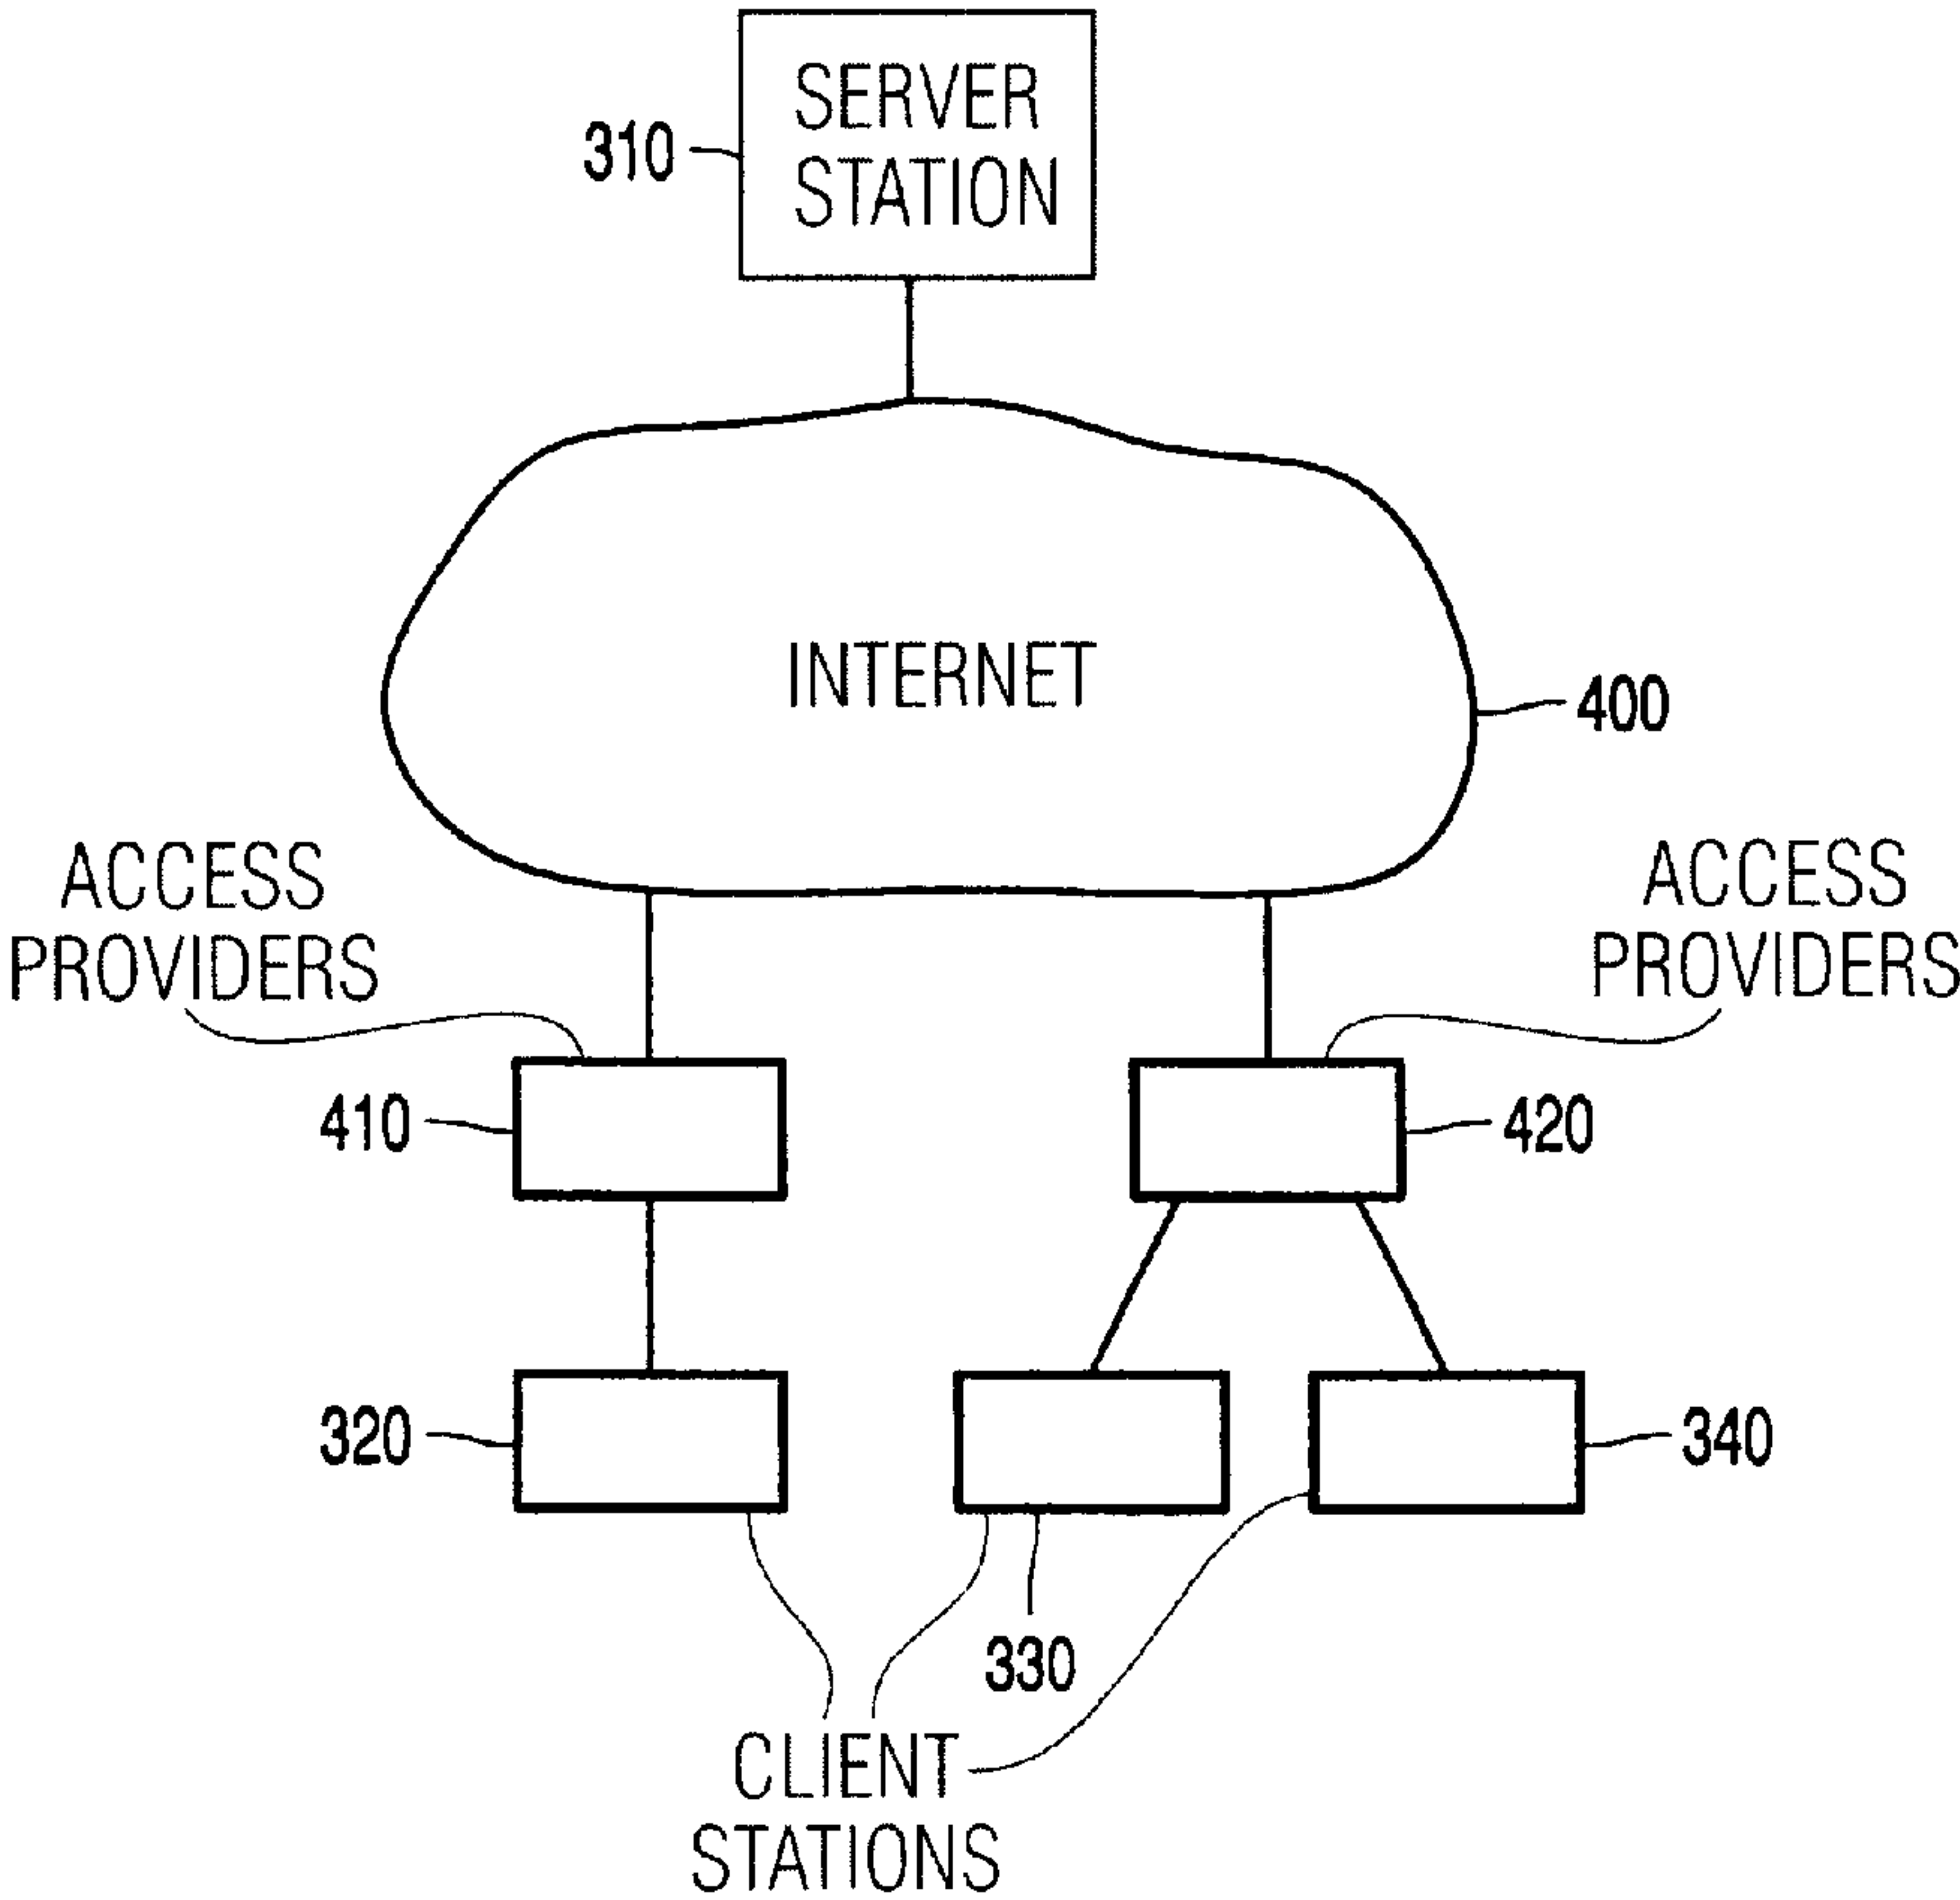 SERVER
STATION
310
INTERNET
400
ACCESS
PROVIDERS
ACCESS
PROVIDERS
410
420
320
340
330
CLIENT
STATIONS